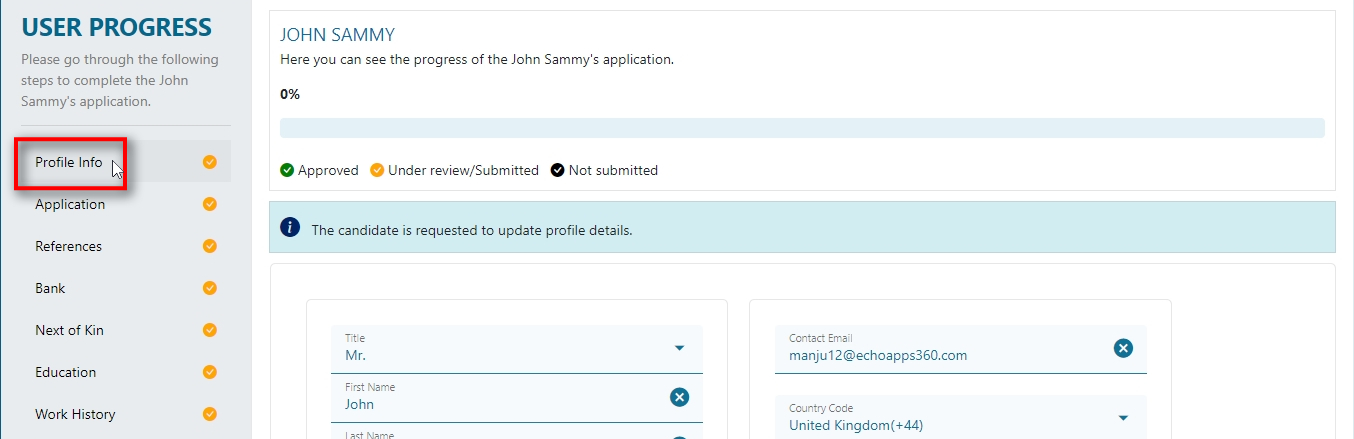 USER PROGRESS
Please go through the following
steps to complete the John
Sammy's application.
Profile Info
Application
References
Bank
Next of Kin
Education
Work History
JOHN SAMMY
Here you can see the progress of the John Sammy's application.
0%
Approved Under review/Submitted Not submitted
The candidate is requested to update profile details.
Title
Mr.
First Name
John
Last Name
Contact Email
manju12@echoapps360.com
Country Code
United Kingdom(+44)